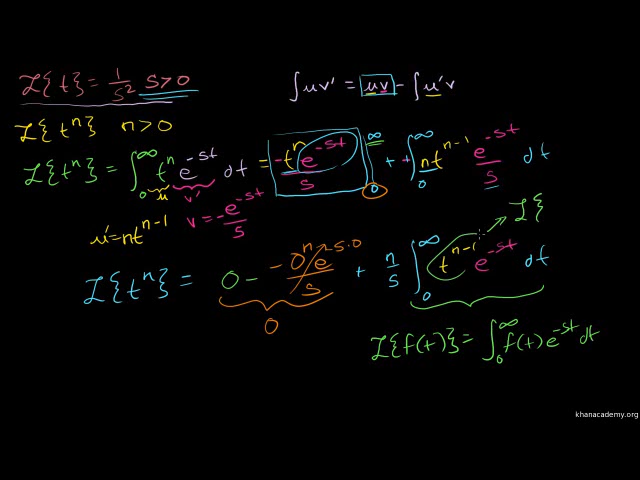 ℒ{t} = 1/s² s>0
∫uv' = uv - ∫u'v
ℒ{tⁿ} n>0
ℒ{tⁿ} = ∫₀^∞ tⁿ e^(-st) dt = -tⁿ e^(-st)/s |₀^∞ + + ∫₀^∞ n t^(n-1) e^(-st)/s dt
u v'
u' = nt^(n-1) v = -e^(-st)/s
ℒ{
ℒ{tⁿ} = 0 - -0ⁿe^(-s·0)/s + n/s ∫₀^∞ t^(n-1) e^(-st) dt
0
ℒ{f(t)} = ∫₀^∞ f(t) e^(-st) dt
khanacademy.org